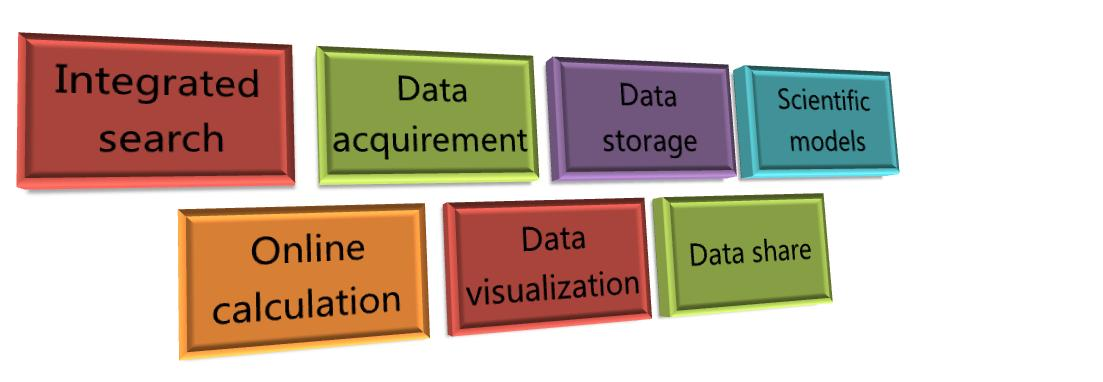 Integrated
search
Data
acquirement
Data
storage
Scientific
models
Online
calculation
Data
visualization
Data share